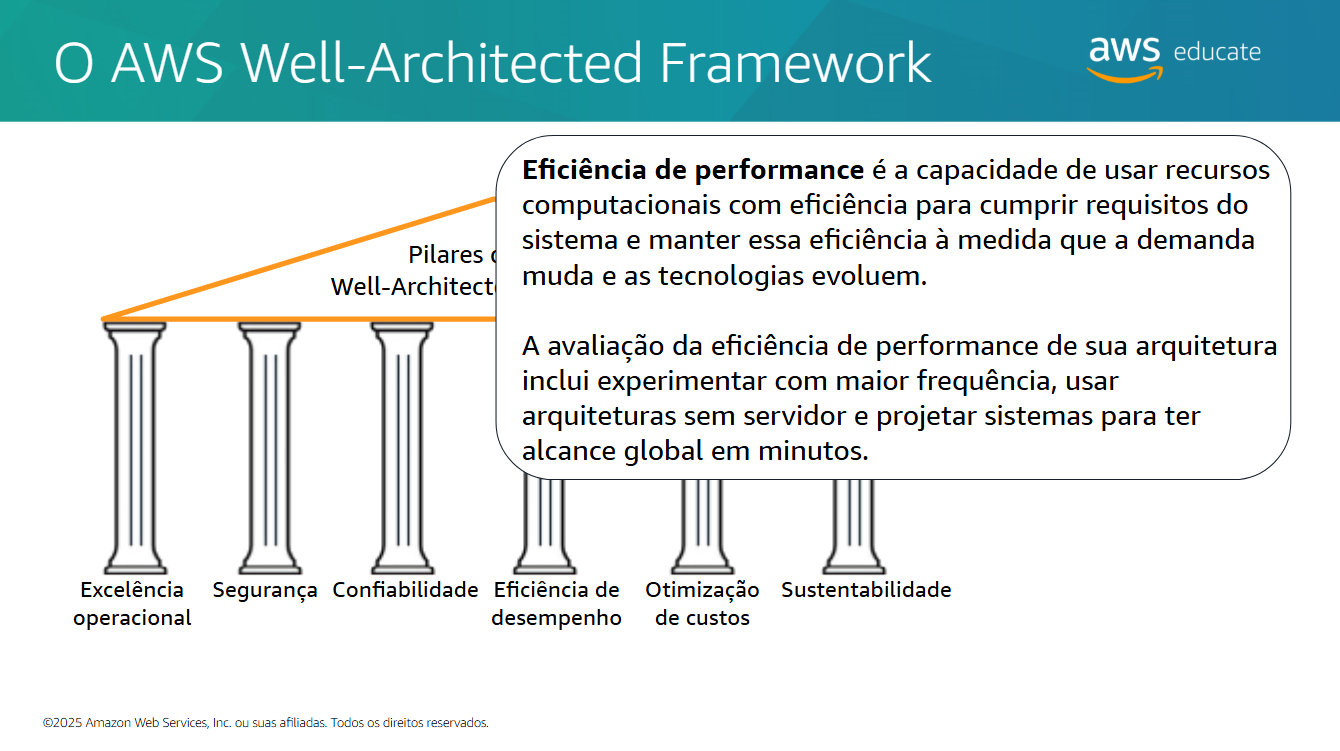 O AWS Well-Architected Framework
aws educate
Eficiência de performance é a capacidade de usar recursos
computacionais com eficiência para cumprir requisitos do
sistema e manter essa eficiência à medida que a demanda
muda e as tecnologias evoluem.
A avaliação da eficiência de performance de sua arquitetura
inclui experimentar com maior frequência, usar
arquiteturas sem servidor e projetar sistemas para ter
alcance global em minutos.
Pilares
Well-Architect
Excelência
operacional
Segurança
Confiabilidade
Eficiência de
desempenho
Otimização
de custos
Sustentabilidade
©2025 Amazon Web Services, Inc. ou suas afiliadas. Todos os direitos reservados.